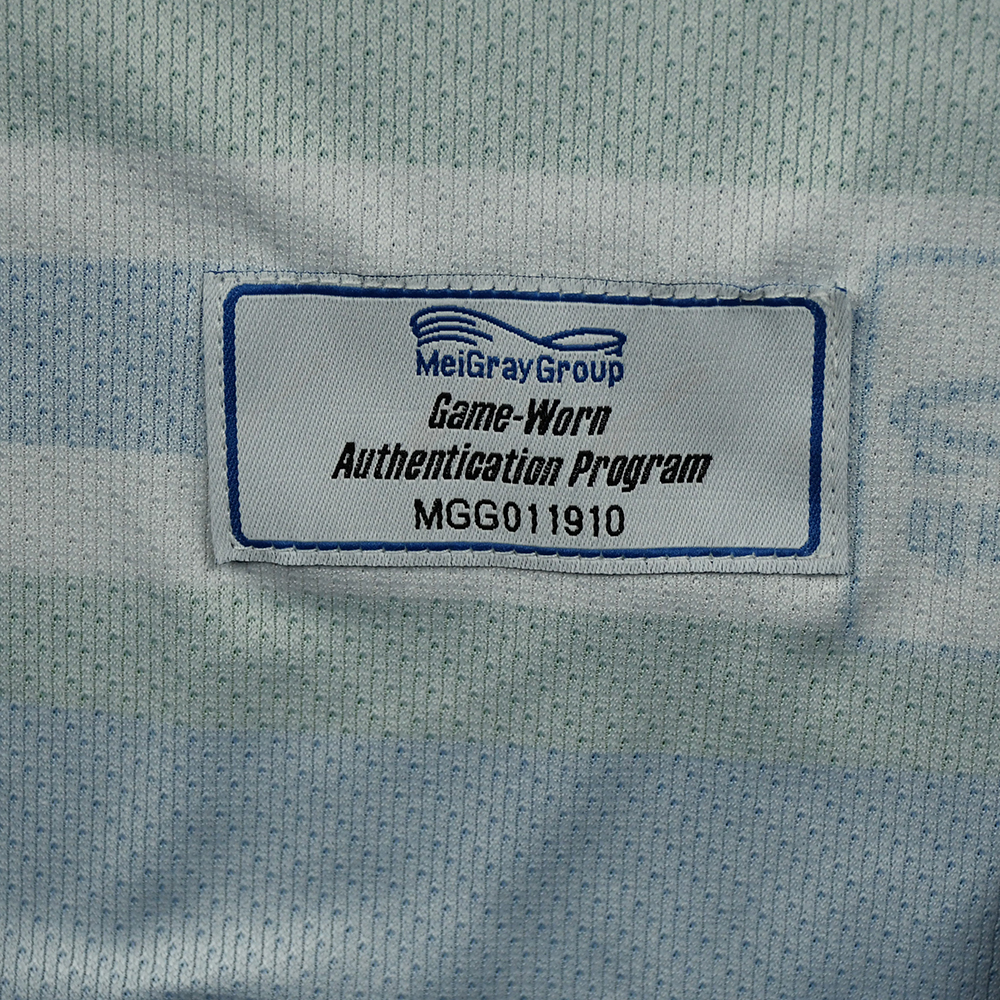 MeiGrayGroup
Game-Worn
Authentication Program
MGG011910